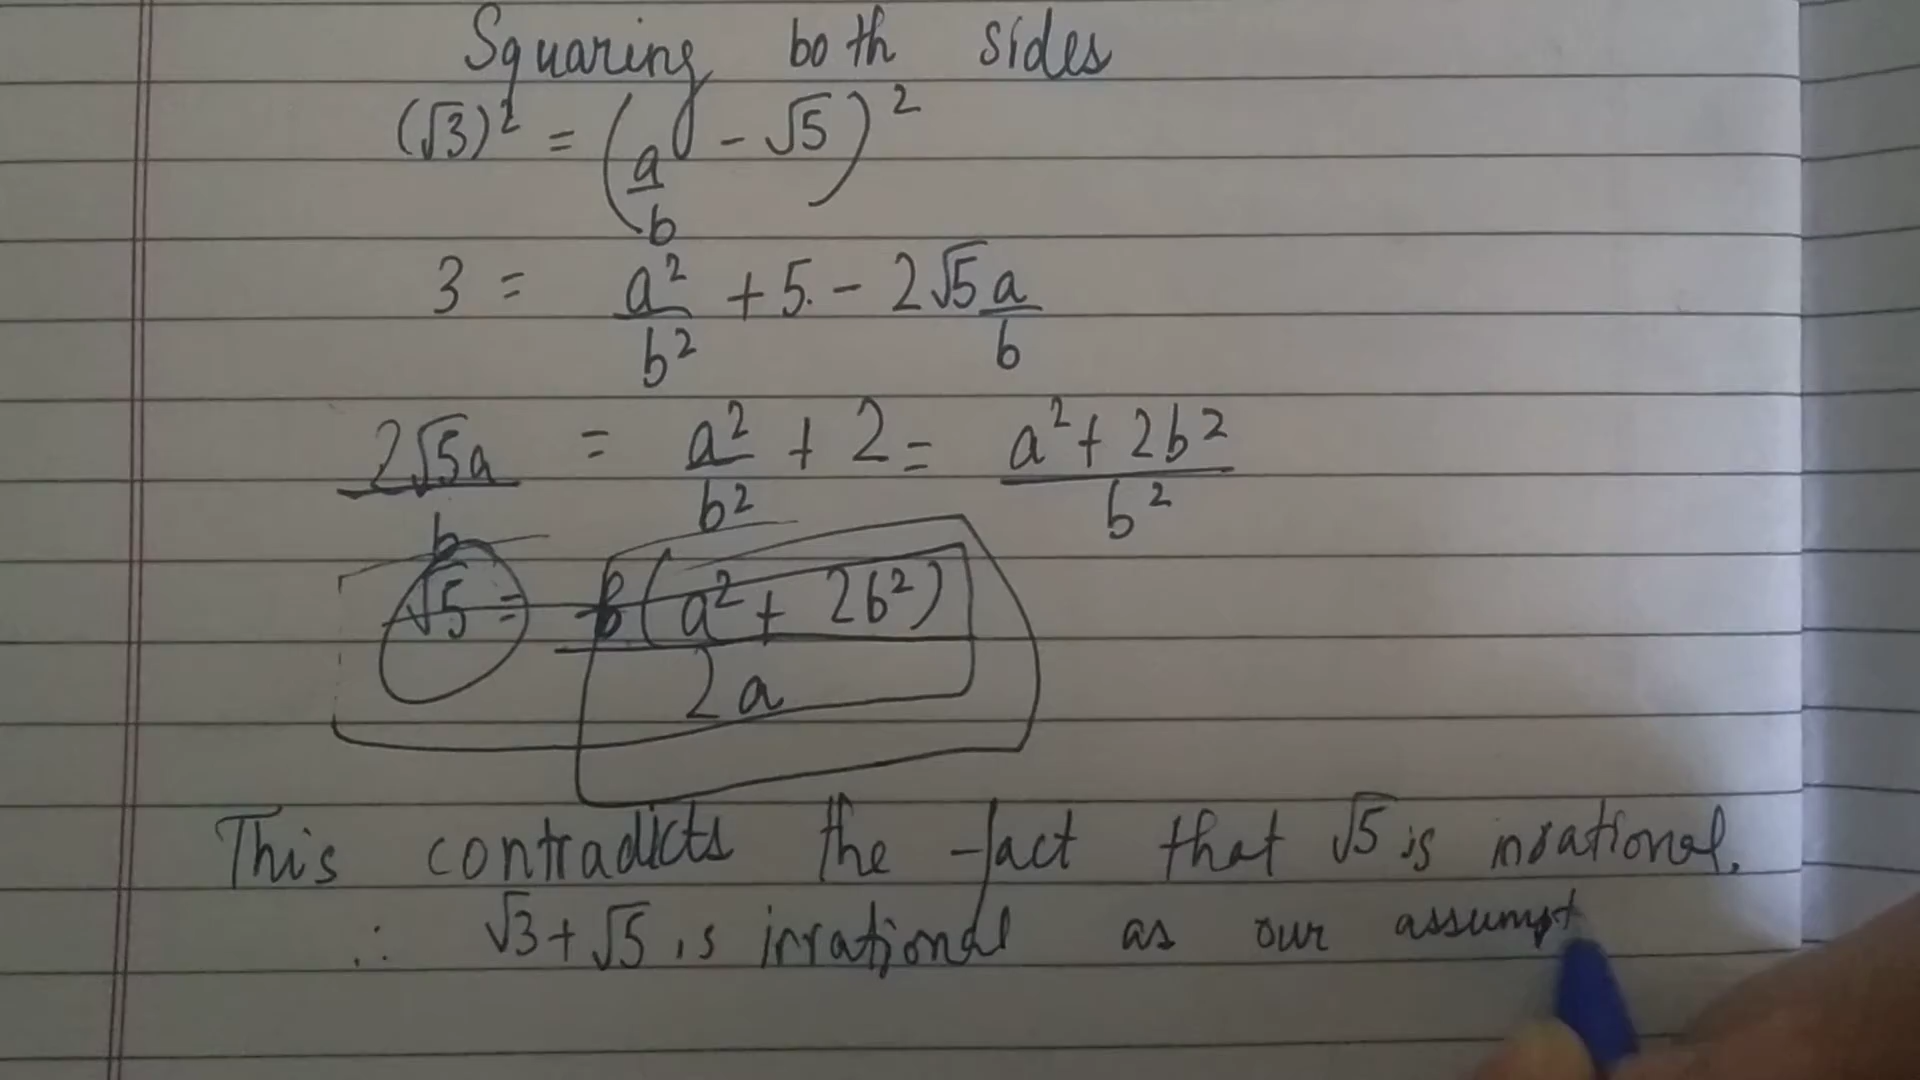 Squaring both sides
(√3)² = (a/b - √5)²
3 = a²/b² + 5 - 2√5a/b
2√5a/b = a²/b² + 2 = a² + 2b²/b²
√5 = (a² + 2b²)/2a
This contradicts the fact that √5 is irrational.
∴ √3 + √5 is irrational as our assumpt